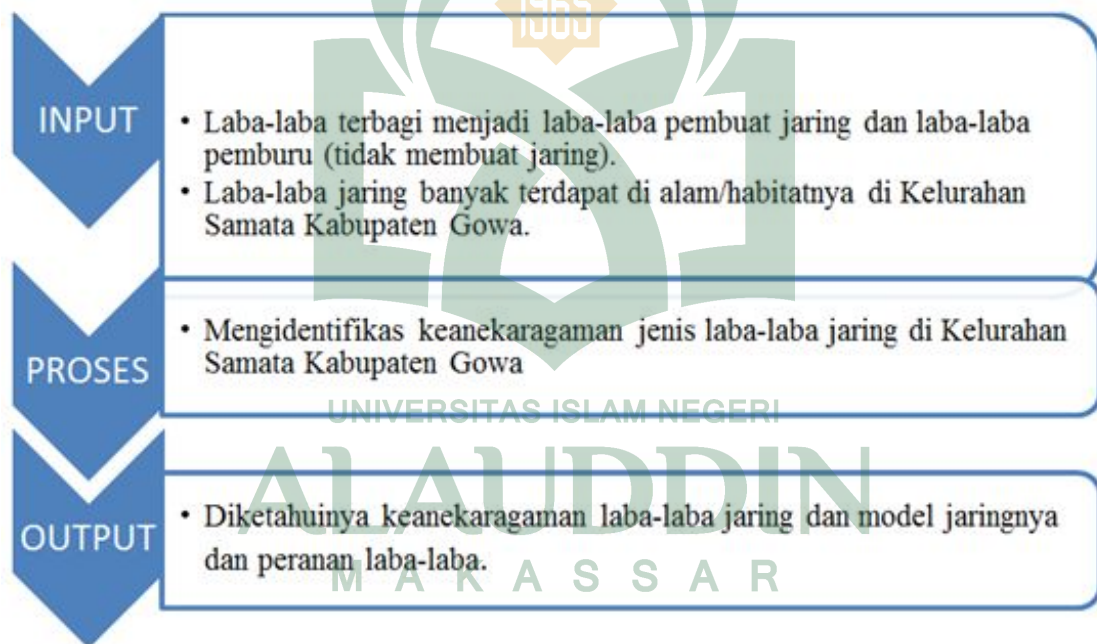 1965
INPUT
• Laba-laba terbagi menjadi laba-laba pembuat jaring dan laba-laba
pemburu (tidak membuat jaring).
• Laba-laba jaring banyak terdapat di alam/habitatnya di Kelurahan
Samata Kabupaten Gowa.
PROSES
• Mengidentifikas keanekaragaman jenis laba-laba jaring di Kelurahan
Samata Kabupaten Gowa
UNIVERSITAS ISLAM NEGERI
ALAUDDIN
OUTPUT
• Diketahuinya keanekaragaman laba-laba jaring dan model jaringnya
dan peranan laba-laba.
MAKASSAR